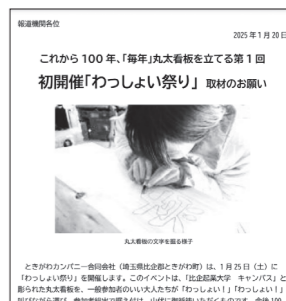 報道機関各位
2025 年 1 月 20 日
これから 100 年、「毎年」丸太看板を立てる第 1 回
初開催「わっしょい祭り」 取材のお願い
丸太看板の文字を掘る様子
ときがわカンパニー合同会社（埼玉県比企郡ときがわ町）は、1 月 25 日（土）に
「わっしょい祭り」を開催します。このイベントは、「比企起業大学　キャンパス」と
彫られた丸太看板を、一般参加者のいい大人たちが「わっしょい！」「わっしょい！」